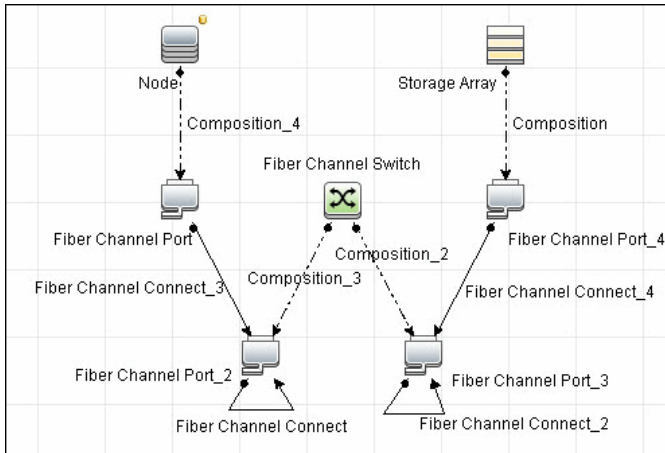 Node
Storage Array
Composition_4
Composition
Fiber Channel Switch
Fiber Channel Port
Fiber Channel Port_4
Composition_2
Composition_3
Fiber Channel Connect_3
Fiber Channel Connect_4
Fiber Channel Port_2
Fiber Channel Port_3
Fiber Channel Connect
Fiber Channel Connect_2